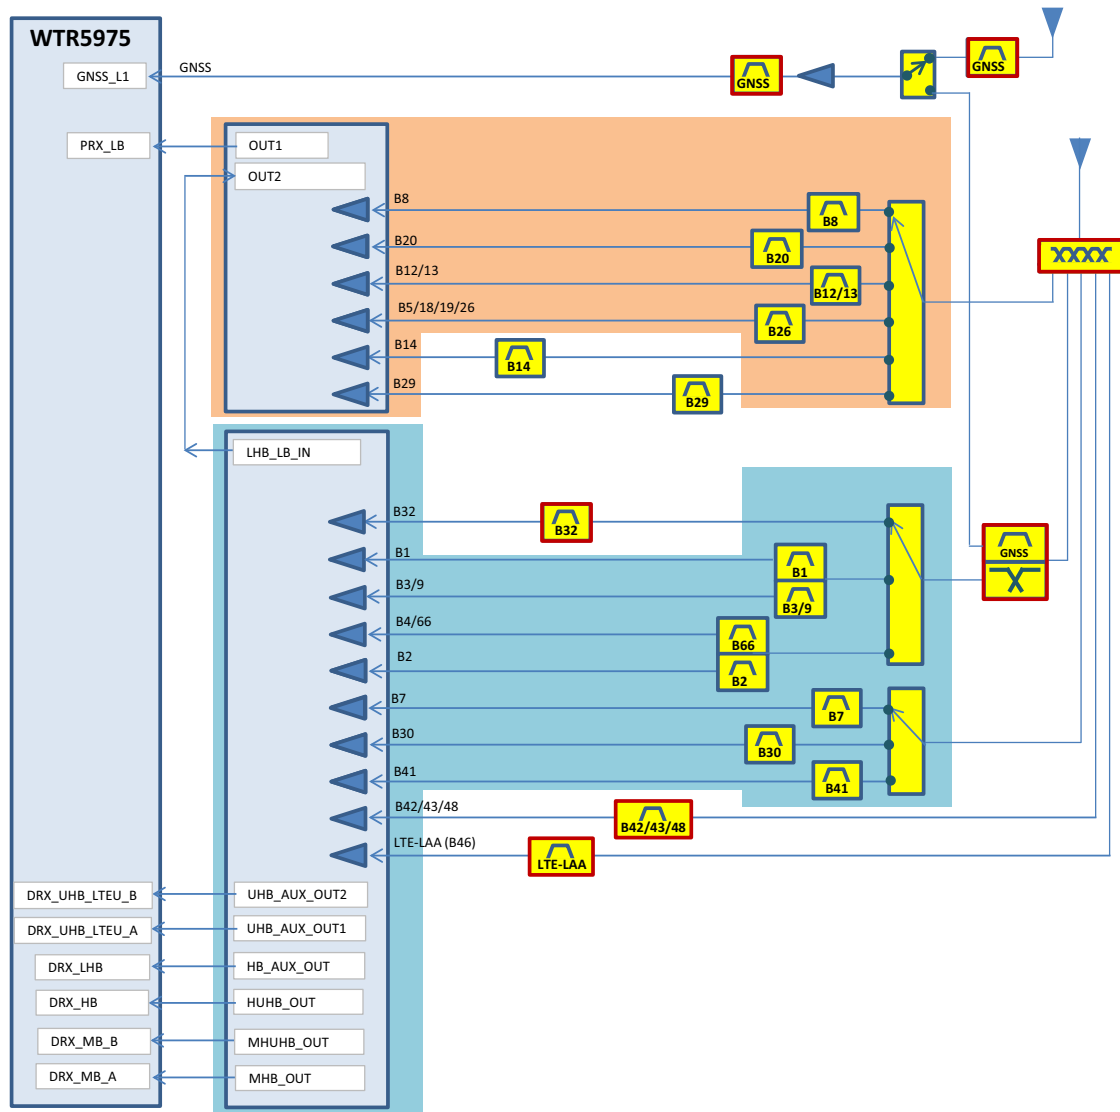 WTR5975
GNSS_L1
GNSS
GNSS
GNSS
PRX_LB
OUT1
OUT2
B8
B8
B20
B20
B12/13
B12/13
B5/18/19/26
B26
B14
B14
B29
B29
XXXX
LHB_LB_IN
B32
B32
B1
B1
B3/9
B3/9
GNSS
X
B4/66
B66
B2
B2
B7
B7
B30
B30
B41
B41
B42/43/48
B42/43/48
LTE-LAA (B46)
LTE-LAA
DRX_UHB_LTEU_B
UHB_AUX_OUT2
DRX_UHB_LTEU_A
UHB_AUX_OUT1
DRX_LHB
HB_AUX_OUT
DRX_HB
HUHB_OUT
DRX_MB_B
MHUHB_OUT
DRX_MB_A
MHB_OUT